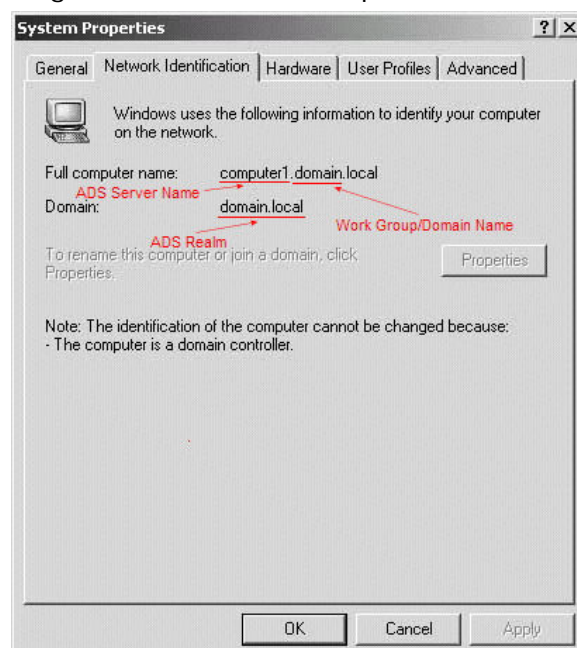 System Properties ? X
General Network Identification Hardware User Profiles Advanced
Windows uses the following information to identify your computer
on the network.
Full computer name: computer1.domain.local
ADS Server Name
Domain: domain.local
Work Group/Domain Name
ADS Realm
To rename this computer or join a domain, click
Properties.
Properties
Note: The identification of the computer cannot be changed because:
- The computer is a domain controller.
OK Cancel Apply